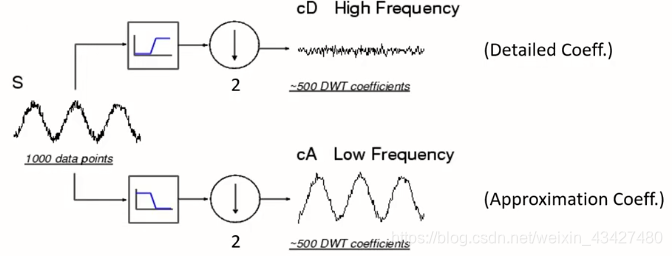 cD High Frequency
(Detailed Coeff.)
2
~500 DWT coefficients
S
1000 data points
cA Low Frequency
(Approximation Coeff.)
2
~500 DWT coefficients
https://blog.csdn.net/weixin_43427480